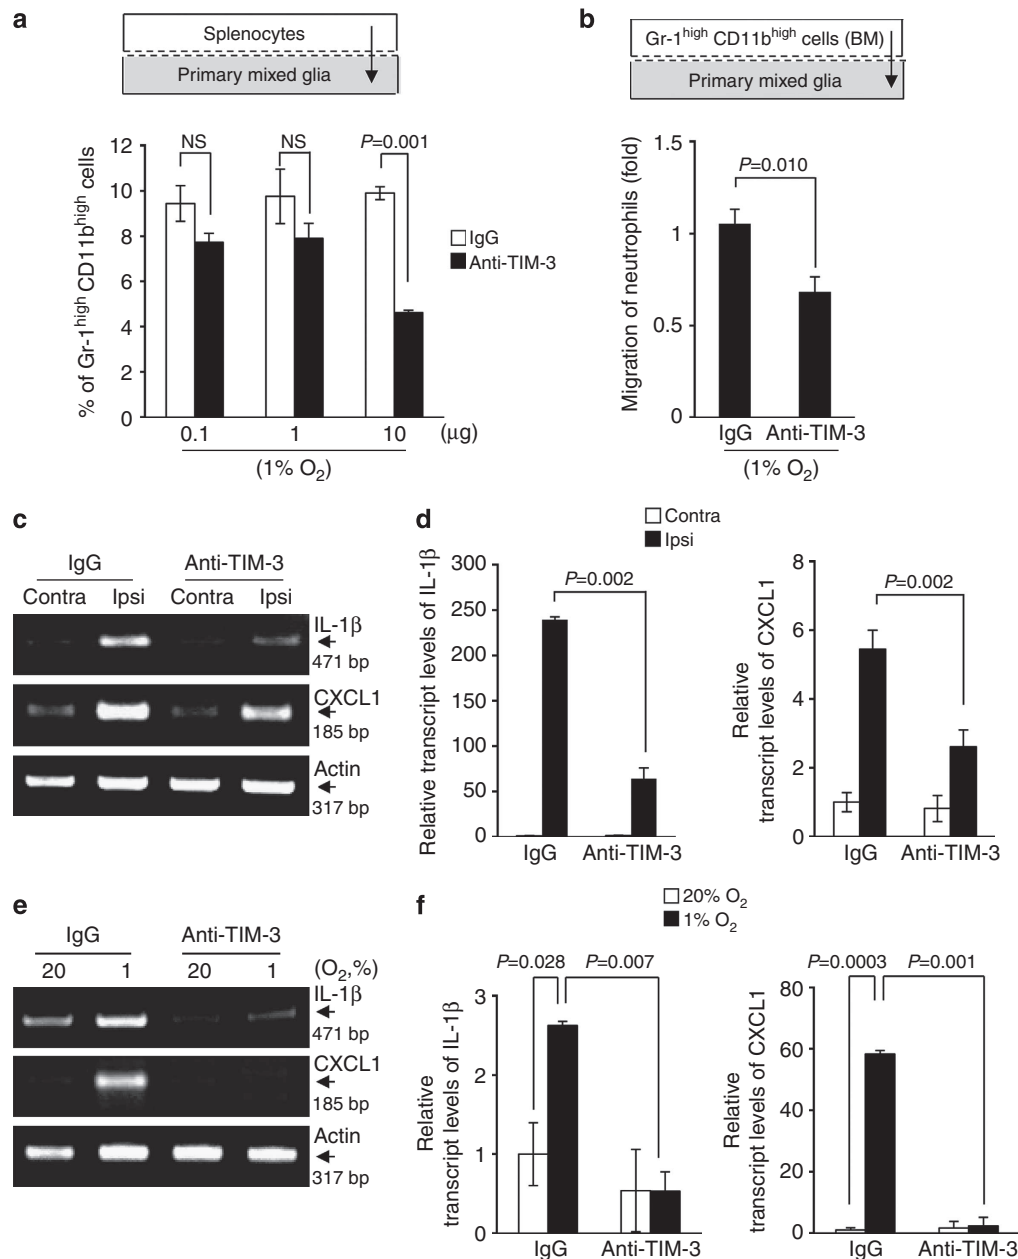 a
Splenocytes
Primary mixed glia
% of Gr-1high CD11bhigh cells
12
10
8
6
4
2
0
NS
NS
P=0.001
IgG
Anti-TIM-3
0.1
1
10
(μg)
(1% O2)
b
Gr-1high CD11bhigh cells (BM)
Primary mixed glia
Migration of neutrophils (fold)
1.5
1
0.5
0
P=0.010
IgG
Anti-TIM-3
(1% O2)
c
IgG
Anti-TIM-3
Contra
Ipsi
Contra
Ipsi
IL-1β
471 bp
CXCL1
185 bp
Actin
317 bp
d
Contra
Ipsi
Relative transcript levels of IL-1β
300
250
200
150
100
50
0
P=0.002
IgG
Anti-TIM-3
Relative
transcript levels of CXCL1
8
6
4
2
0
P=0.002
IgG
Anti-TIM-3
e
IgG
Anti-TIM-3
20
1
20
1
(O2,%)
IL-1β
471 bp
CXCL1
185 bp
Actin
317 bp
f
20% O2
1% O2
Relative
transcript levels of IL-1β
3
2
1
0
P=0.028
P=0.007
IgG
Anti-TIM-3
Relative
transcript levels of CXCL1
80
60
40
20
0
P=0.0003
P=0.001
IgG
Anti-TIM-3